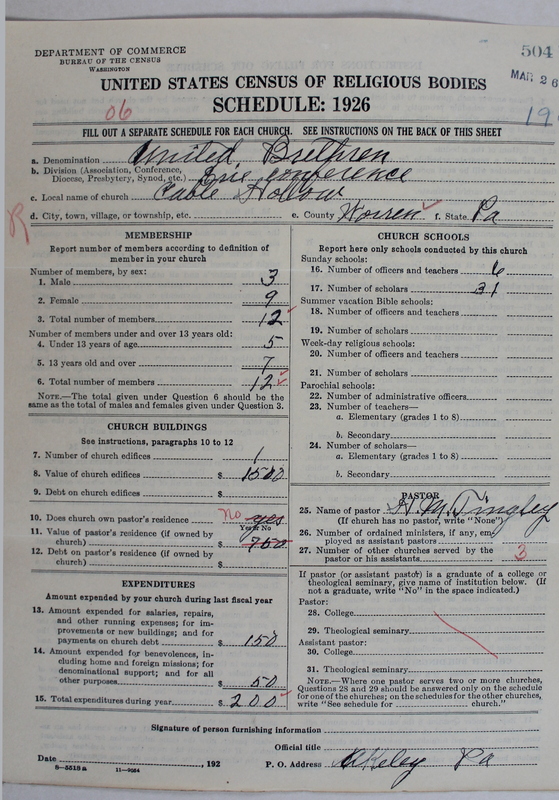 DEPARTMENT OF COMMERCE
BUREAU OF THE CENSUS
WASHINGTON
504
MAR 26
19
UNITED STATES CENSUS OF RELIGIOUS BODIES
06
SCHEDULE: 1926
FILL OUT A SEPARATE SCHEDULE FOR EACH CHURCH. SEE INSTRUCTIONS ON THE BACK OF THIS SHEET
a. Denomination United Brethren
b. Division (Association, Conference, Diocese, Presbytery, Synod, etc.) Erie Conference
c. Local name of church Cable Hollow
d. City, town, village, or township, etc. e. County Warren f. State Pa
R
MEMBERSHIP
Report number of members according to definition of
member in your church
Number of members, by sex:
1. Male 3
2. Female 9
3. Total number of members 12
Number of members under and over 13 years old:
4. Under 13 years of age 5
5. 13 years old and over 7
6. Total number of members 12
NOTE.—The total given under Question 6 should be
same as the total of males and females given under Question 3.
CHURCH BUILDINGS
See instructions, paragraphs 10 to 12
7. Number of church edifices 1
8. Value of church edifices $ 1500
9. Debt on church edifices $
10. Does church own pastor's residence no yes
Yes or No
11. Value of pastor's residence (if owned by
church) $ 750
12. Debt on pastor's residence (if owned by
church) $
EXPENDITURES
Amount expended by your church during last fiscal year
13. Amount expended for salaries, repairs,
and other running expenses; for im-
provements or new buildings; and for
payments on church debt $ 150
14. Amount expended for benevolences, in-
cluding home and foreign missions; for
denominational support; and for all
other purposes $ 50
15. Total expenditures during year $ 200
CHURCH SCHOOLS
Report here only schools conducted by this church
Sunday schools:
16. Number of officers and teachers 6
17. Number of scholars 31
Summer vacation Bible schools:
18. Number of officers and teachers
19. Number of scholars
Week-day religious schools:
20. Number of officers and teachers
21. Number of scholars
Parochial schools:
22. Number of administrative officers
23. Number of teachers—
a. Elementary (grades 1 to 8)
b. Secondary
24. Number of scholars—
a. Elementary (grades 1 to 8)
b. Secondary
PASTOR
25. Name of pastor H. M. Tingley
(If church has no pastor, write "None")
26. Number of ordained ministers, if any, em-
ployed as assistant pastors
27. Number of other churches served by the
pastor or his assistants 3
If pastor (or assistant pastor) is a graduate of a college or
theological seminary, give name of institution below. (If
not a graduate, write "No" in the space indicated.)
Pastor:
28. College
29. Theological seminary
Assistant pastor:
30. College
31. Theological seminary
NOTE.—Where one pastor serves two or more churches,
Questions 28 and 29 should be answered only on the schedule
for one of the churches; on the schedules for the other churches,
write "See schedule for church."
Signature of person furnishing information
Official title
Date , 192 P. O. Address Akeley Pa
8—5518a 11—9064